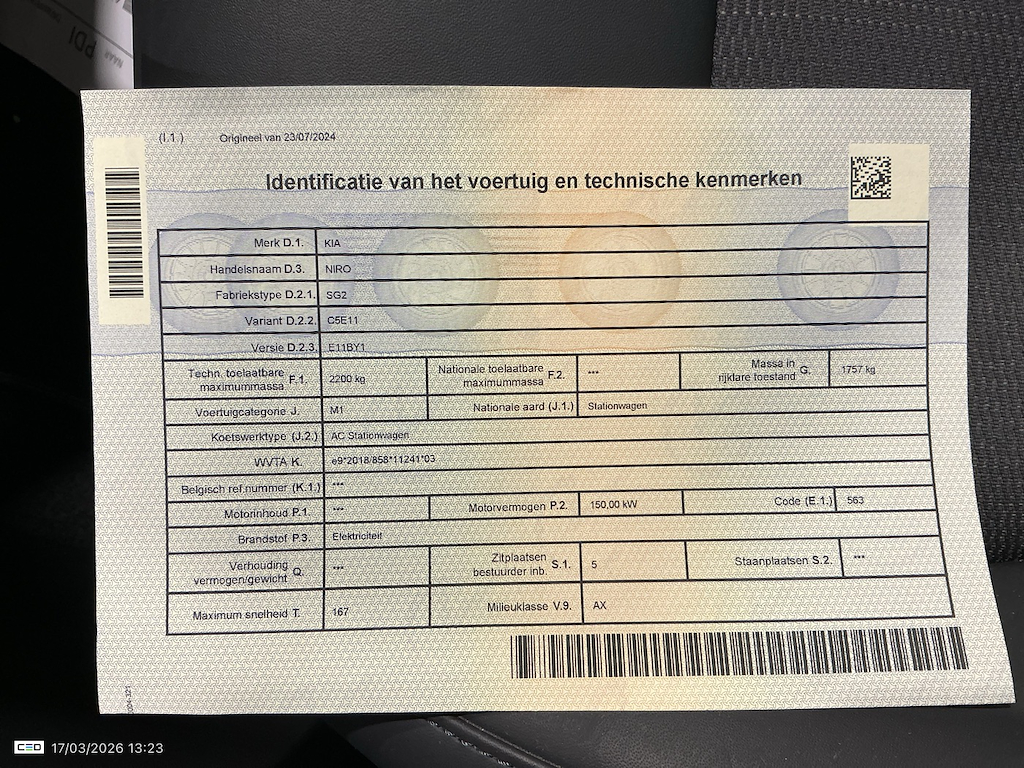 PDI
NAAR
(I.1.) Origineel van 23/07/2024
Identificatie van het voertuig en technische kenmerken
Merk D.1. KIA
Handelsnaam D.3. NIRO
Fabriekstype D.2.1. SG2
Variant D.2.2. C5E11
Versie D.2.3. E11BY1
Techn. toelaatbare maximummassa F.1. 2200 kg Nationale toelaatbare maximummassa F.2. *** Massa in rijklare toestand G. 1757 kg
Voertuigcategorie J. M1 Nationale aard (J.1.) Stationwagen
Koetswerktype (J.2.) AC Stationwagen
WVTA K. e9*2018/858*11241*03
Belgisch ref nummer (K.1.) ***
Motorinhoud P.1. *** Motorvermogen P.2. 150,00 kW Code (E.1.) 563
Brandstof P.3. Elektriciteit
Verhouding vermogen/gewicht Q. *** Zitplaatsen bestuurder inb. S.1. 5 Staanplaatsen S.2. ***
Maximum snelheid T. 167 Milieuklasse V.9. AX
CEO 17/03/2026 13:23